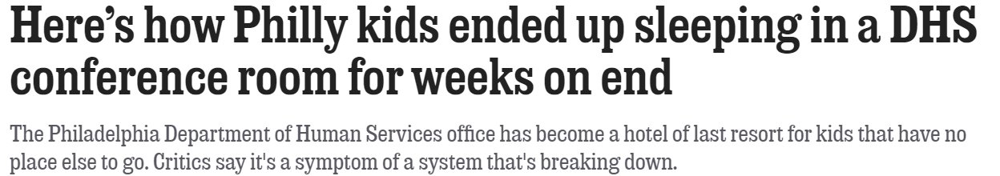 Here’s how Philly kids ended up sleeping in a DHS
conference room for weeks on end
The Philadelphia Department of Human Services office has become a hotel of last resort for kids that have no
place else to go. Critics say it's a symptom of a system that's breaking down.